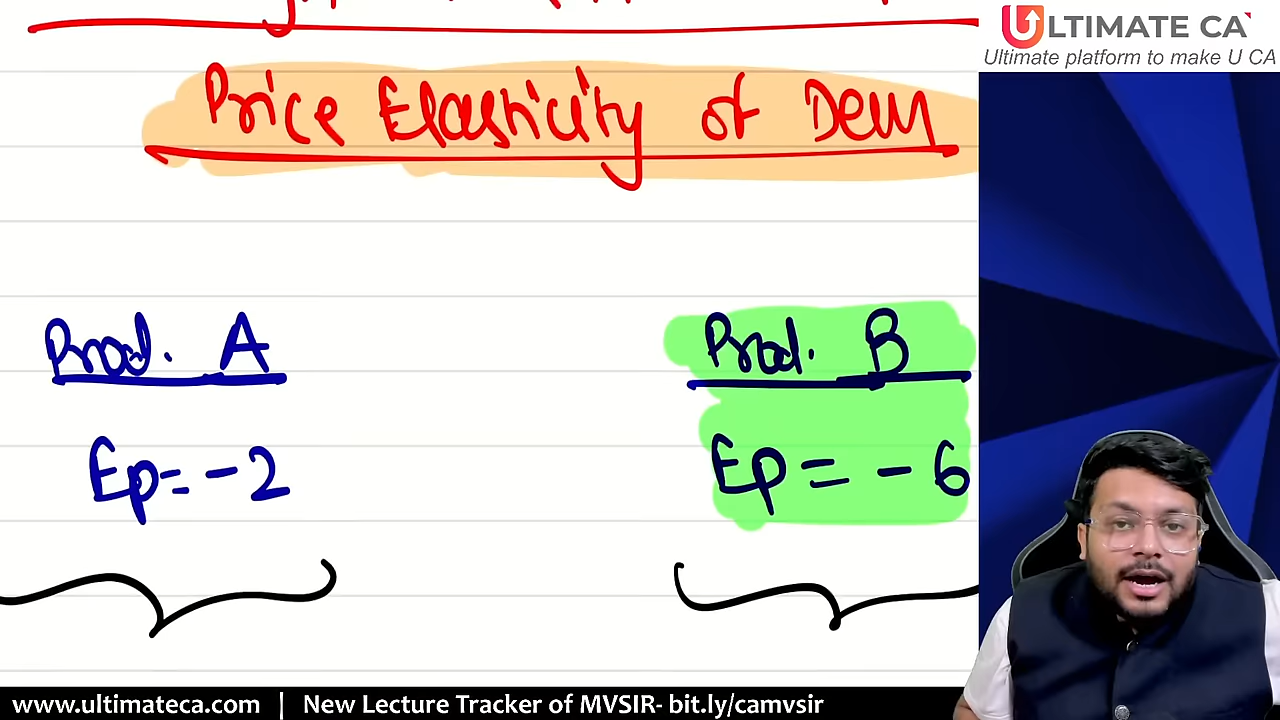 ULTIMATE CA
Ultimate platform to make U CA
Price Elasticity of Dem
Prod. A
Prod. B
Ep = -2
Ep = -6
www.ultimateca.com | New Lecture Tracker of MVSIR- bit.ly/camvsir